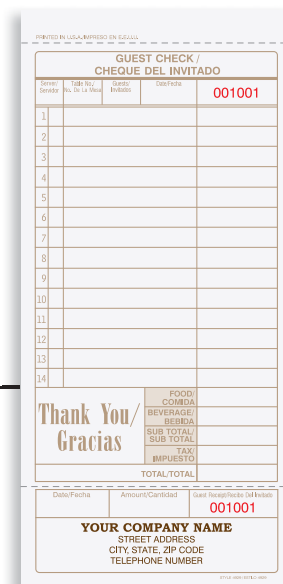 PRINTED IN U.S.A./IMPRESO EN E.E.U.U.
GUEST CHECK /
CHEQUE DEL INVITADO
Server/ Table No./ Guests/ Date/Fecha
Servidor No. De La Mesa Invitados
001001
1
2
3
4
5
6
7
8
9
10
11
12
13
14
Thank You/
Gracias
FOOD/
COMIDA
BEVERAGE/
BEBIDA
SUB TOTAL/
SUB TOTAL
TAX/
IMPUESTO
TOTAL/TOTAL
Date/Fecha Amount/Cantidad Guest Receipt/Recibo Del Invitado
001001
YOUR COMPANY NAME
STREET ADDRESS
CITY, STATE, ZIP CODE
TELEPHONE NUMBER